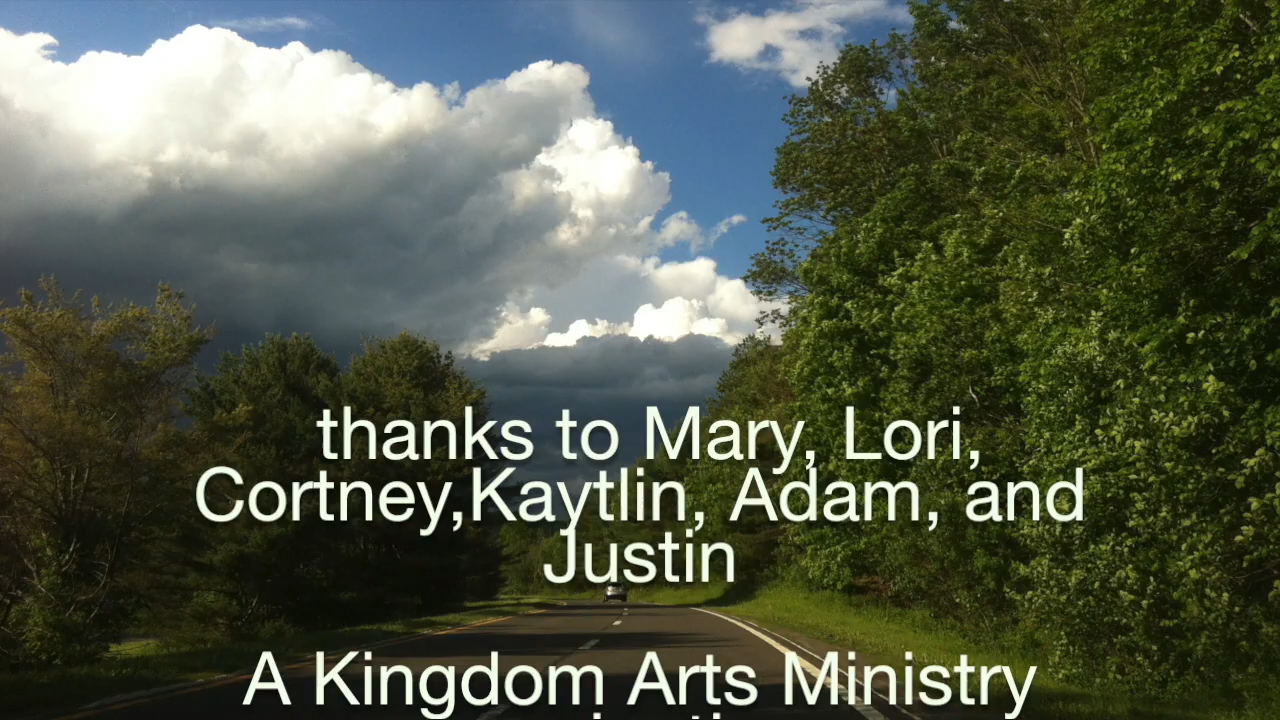 thanks to Mary, Lori,
Cortney,Kaytlin, Adam, and
Justin
A Kingdom Arts Ministry